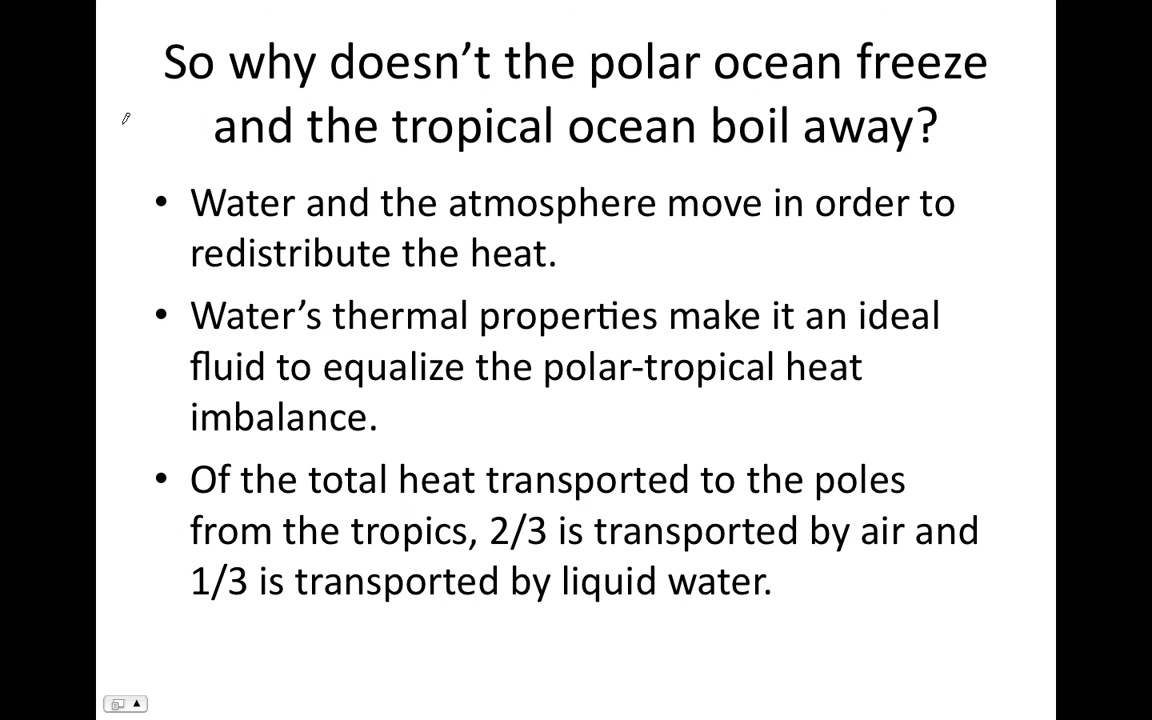 So why doesn’t the polar ocean freeze
and the tropical ocean boil away?
• Water and the atmosphere move in order to
redistribute the heat.
• Water’s thermal properties make it an ideal
fluid to equalize the polar-tropical heat
imbalance.
• Of the total heat transported to the poles
from the tropics, 2/3 is transported by air and
1/3 is transported by liquid water.